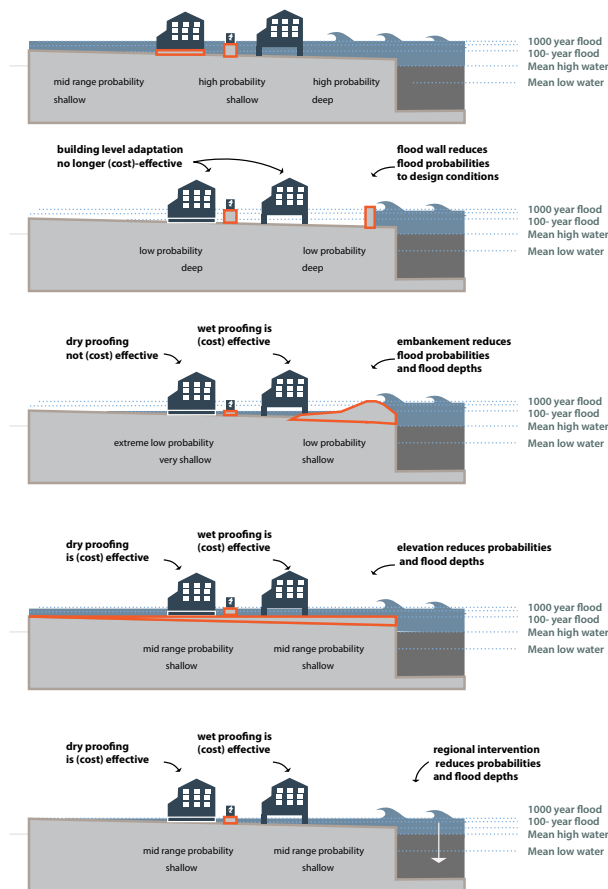 1000 year flood
100- year flood
Mean high water
Mean low water
mid range probability
shallow
high probability
shallow
high probability
deep
building level adaptation
no longer (cost)-effective
flood wall reduces
flood probabilities
to design conditions
1000 year flood
100- year flood
Mean high water
Mean low water
low probability
deep
low probability
deep
dry proofing
not (cost) effective
wet proofing is
(cost) effective
embankement reduces
flood probabilities
and flood depths
1000 year flood
100- year flood
Mean high water
Mean low water
extreme low probability
very shallow
low probability
shallow
dry proofing
is (cost) effective
wet proofing is
(cost) effective
elevation reduces probabilities
and flood depths
1000 year flood
100- year flood
Mean high water
Mean low water
mid range probability
shallow
mid range probability
shallow
dry proofing
is (cost) effective
wet proofing is
(cost) effective
regional intervention
reduces probabilities
and flood depths
1000 year flood
100- year flood
Mean high water
Mean low water
mid range probability
shallow
mid range probability
shallow